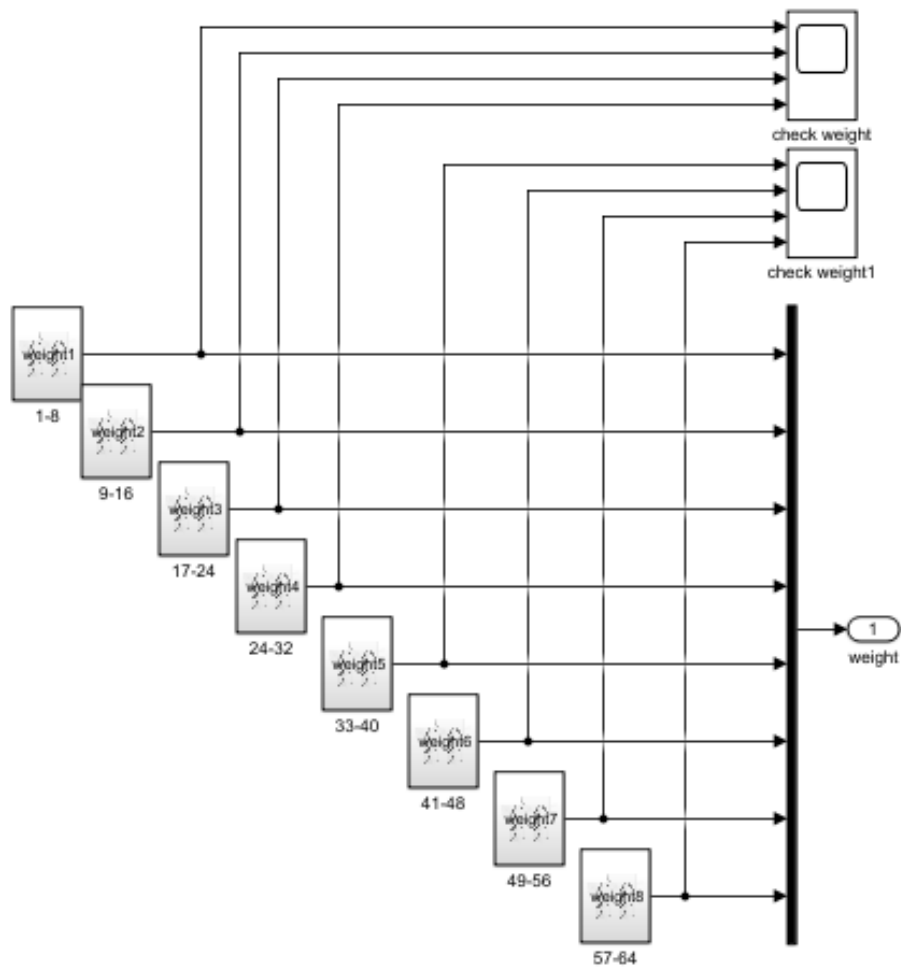 check weight
check weight1
weight1
1-8
weight2
9-16
weight3
17-24
weight4
24-32
weight5
33-40
weight6
41-48
weight7
49-56
weight8
57-64
1
weight